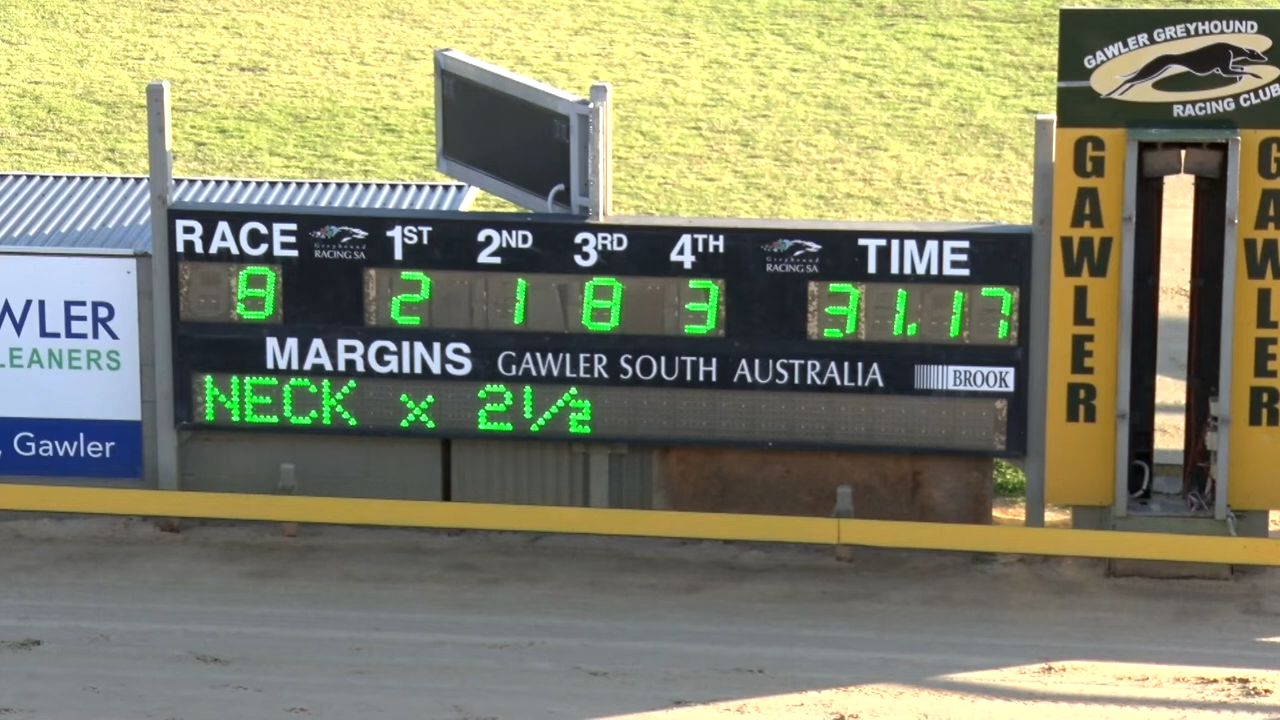 GAWLER GREYHOUND
RACING CLUB
RACE 1ST 2ND 3RD 4TH TIME
Greyhound
RACING SA
Greyhound
RACING SA
8 2 1 8 3 31.17
MARGINS GAWLER SOUTH AUSTRALIA BROOK
NECK x 2½
WLER
LEANERS
, Gawler
GAWLER
GAWLER